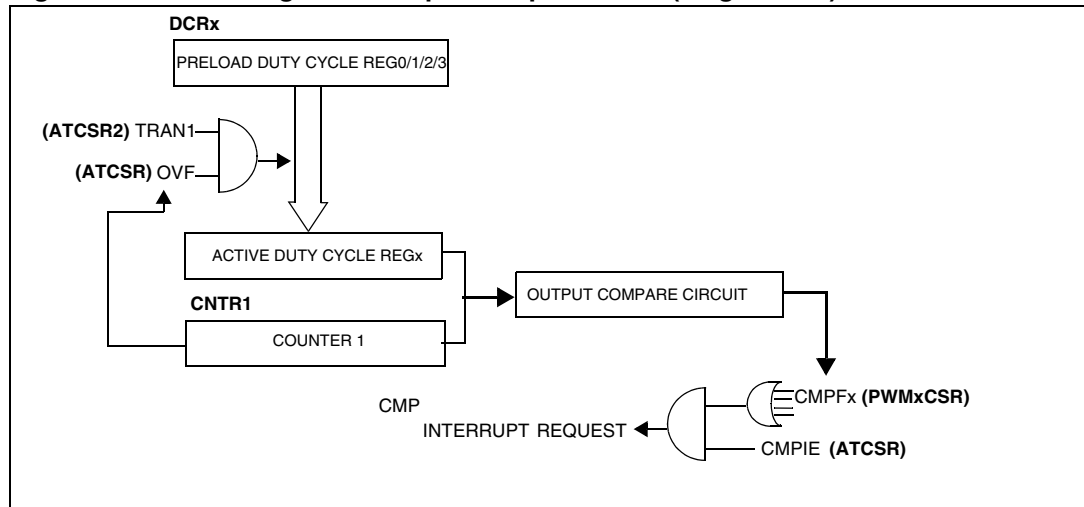 DCRx
PRELOAD DUTY CYCLE REG0/1/2/3
(ATCSR2) TRAN1
(ATCSR) OVF
ACTIVE DUTY CYCLE REGx
CNTR1
OUTPUT COMPARE CIRCUIT
COUNTER 1
CMPFx (PWMxCSR)
CMP
INTERRUPT REQUEST
CMPIE (ATCSR)